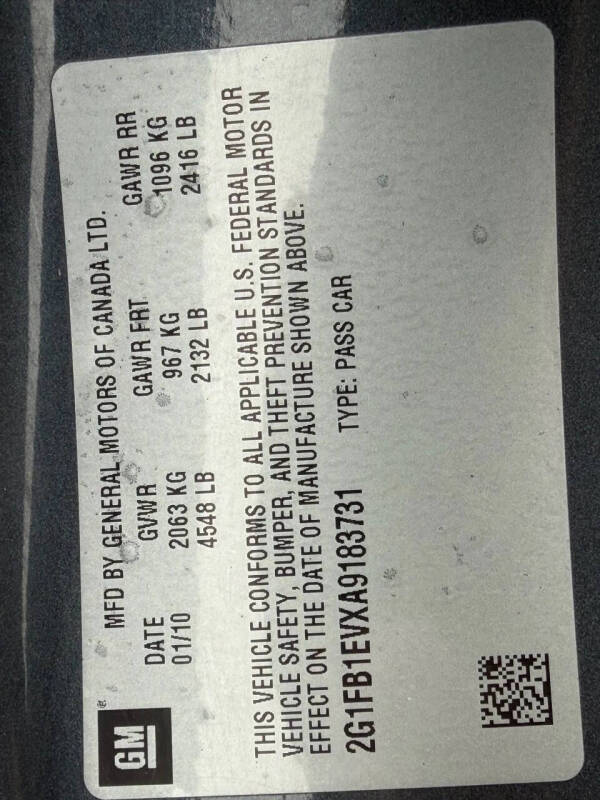 GM
MFD BY GENERAL MOTORS OF CANADA LTD.
DATE GVWR GAWR FRT GAWR RR
01/10 2063 KG 967 KG 1096 KG
4548 LB 2132 LB 2416 LB
THIS VEHICLE CONFORMS TO ALL APPLICABLE U.S. FEDERAL MOTOR
VEHICLE SAFETY, BUMPER, AND THEFT PREVENTION STANDARDS IN
EFFECT ON THE DATE OF MANUFACTURE SHOWN ABOVE.
2G1FB1EVXA9183731 TYPE: PASS CAR